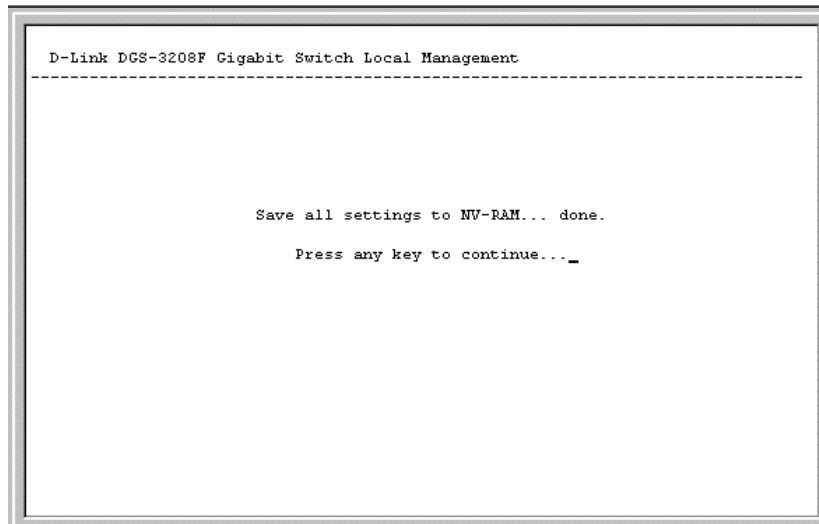 D-Link DGS-3208F Gigabit Switch Local Management
Save all settings to NV-RAM... done.
Press any key to continue..._